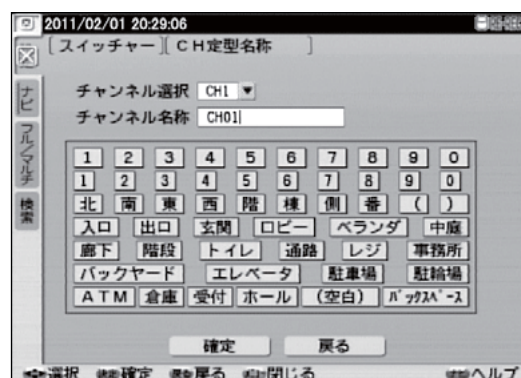 2011/02/01 20:29:06
[スイッチャー][CH定型名称 ]
ナビ
フル/マルチ
検索
チャンネル選択 CH1
チャンネル名称 CH01
1 2 3 4 5 6 7 8 9 0
1 2 3 4 5 6 7 8 9 0
北 南 東 西 階 棟 側 番 ( )
入口 出口 玄関 ロビー ベランダ 中庭
廊下 階段 トイレ 通路 レジ 事務所
バックヤード エレベータ 駐車場 駐輪場
ATM 倉庫 受付 ホール (空白) バックスペース
確定 戻る
選択 確定 戻る 閉じる ヘルプ